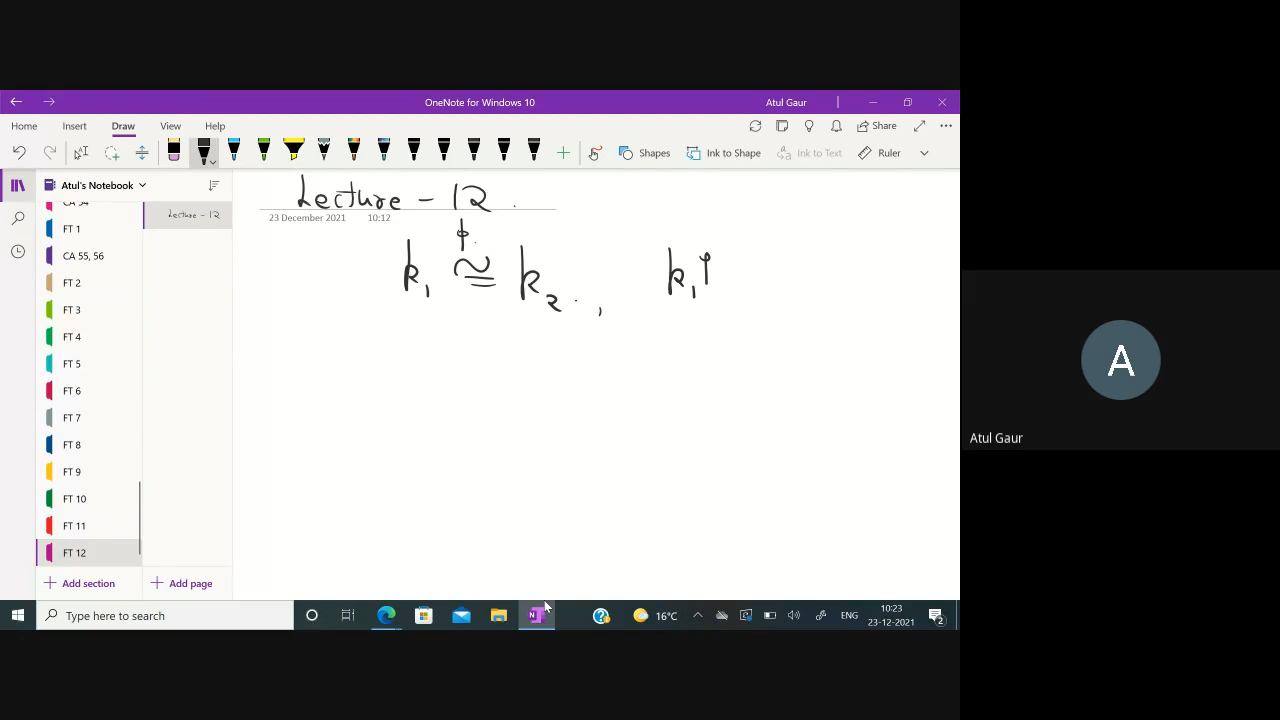 OneNote for Windows 10
Atul Gaur
Home Insert Draw View Help
Share
Shapes Ink to Shape Ink to Text Ruler
Atul's Notebook
Lecture - 12
Lecture - 12
23 December 2021 10:12
FT 1
CA 55, 56
FT 2
FT 3
FT 4
FT 5
FT 6
FT 7
FT 8
FT 9
FT 10
FT 11
FT 12
Add section
Add page
k₁ ≅ k₂ , k₁
A
Atul Gaur
Type here to search
16°C
ENG
10:23
23-12-2021
2